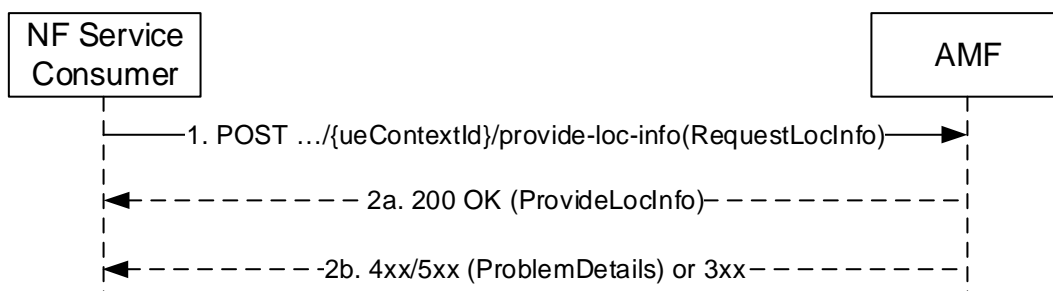 NF Service
Consumer
AMF
1. POST …/{ueContextId}/provide-loc-info(RequestLocInfo)
2a. 200 OK (ProvideLocInfo)
2b. 4xx/5xx (ProblemDetails) or 3xx